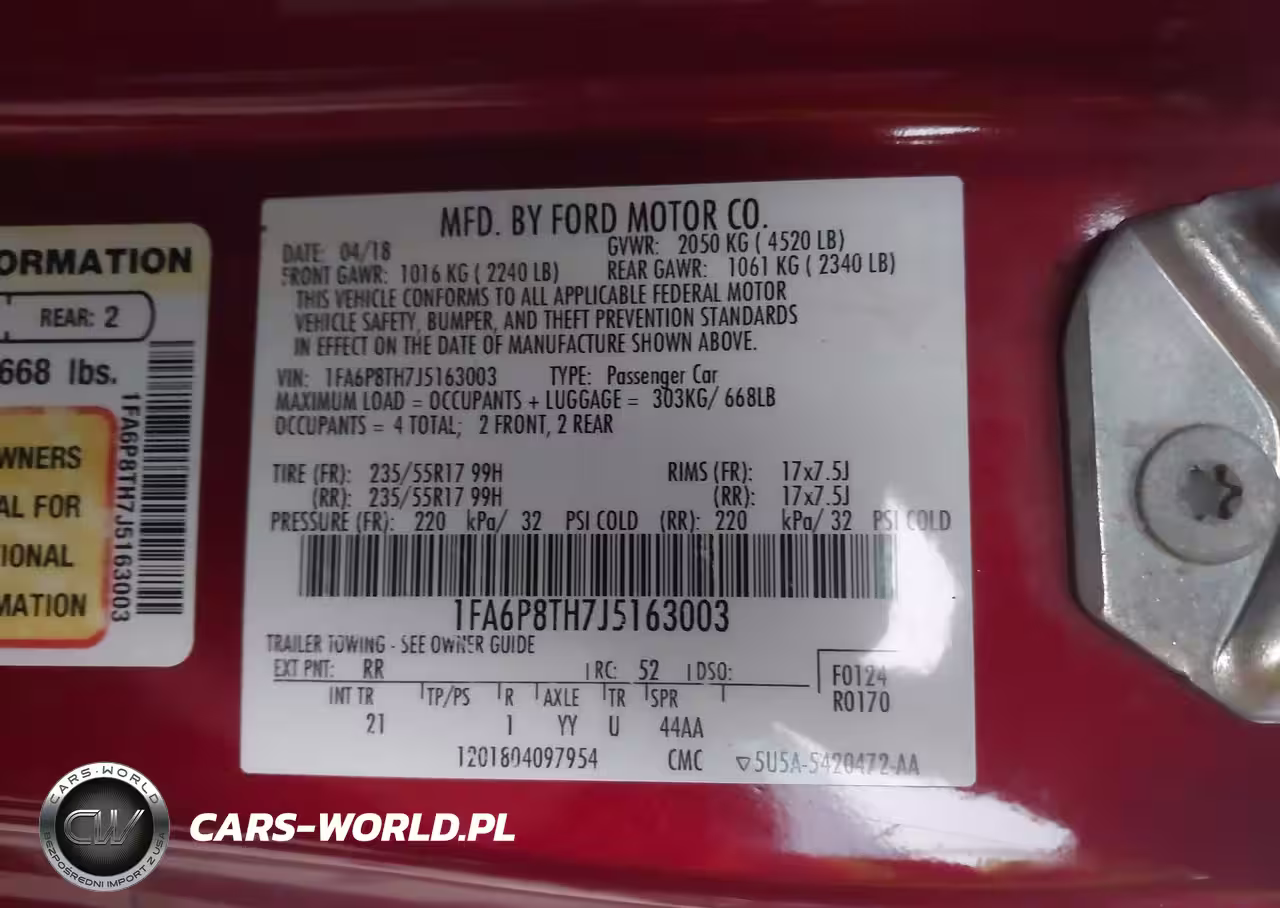 ORMATION
REAR: 2
668 lbs.
WNERS
AL FOR
IONAL
MATION
1FA6P8TH7J5163003
MFD. BY FORD MOTOR CO.
DATE: 04/18 GVWR: 2050 KG ( 4520 LB)
FRONT GAWR: 1016 KG ( 2240 LB) REAR GAWR: 1061 KG ( 2340 LB)
THIS VEHICLE CONFORMS TO ALL APPLICABLE FEDERAL MOTOR
VEHICLE SAFETY, BUMPER, AND THEFT PREVENTION STANDARDS
IN EFFECT ON THE DATE OF MANUFACTURE SHOWN ABOVE.
VIN: 1FA6P8TH7J5163003 TYPE: Passenger Car
MAXIMUM LOAD = OCCUPANTS + LUGGAGE = 303KG/ 668LB
OCCUPANTS = 4 TOTAL; 2 FRONT, 2 REAR
TIRE (FR): 235/55R17 99H RIMS (FR): 17x7.5J
(RR): 235/55R17 99H (RR): 17x7.5J
PRESSURE (FR): 220 kPa/ 32 PSI COLD (RR): 220 kPa/ 32 PSI COLD
1FA6P8TH7J5163003
TRAILER TOWING - SEE OWNER GUIDE
EXT PNT: RR RC: 52 DSO: F0124
INT TR TP/PS R AXLE TR SPR R0170
21 1 YY U 44AA
1201804097954 CMC ▽5U5A-5420472-AA
CARS-WORLD
CW
BEZPOŚREDNI IMPORT Z USA
CARS-WORLD.PL